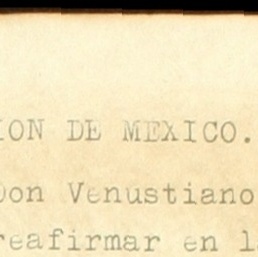 ION DE MEXICO.
Don Venustiano
reafirmar en l